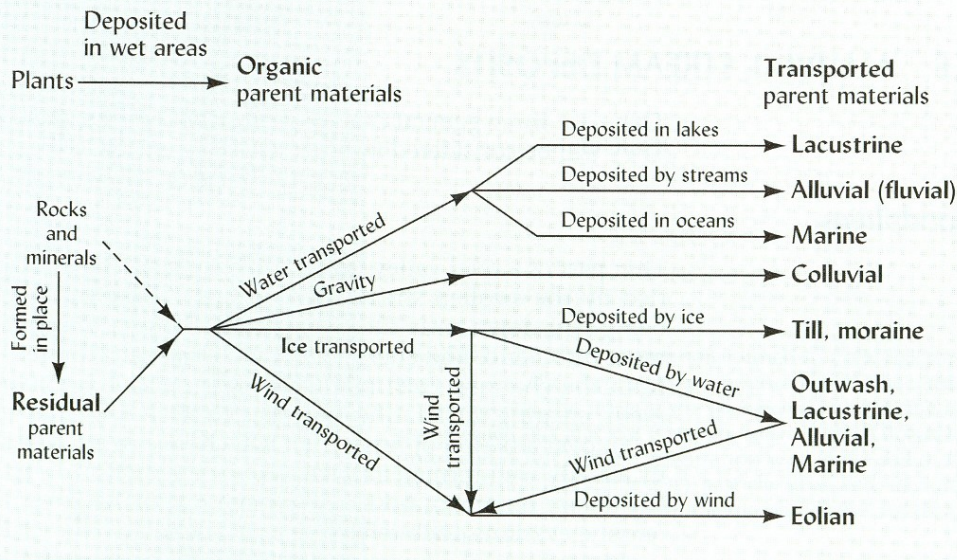 Deposited
in wet areas
Plants
Organic
parent materials
Transported
parent materials
Deposited in lakes
Lacustrine
Deposited by streams
Alluvial (fluvial)
Deposited in oceans
Marine
Rocks
and
minerals
Water transported
Gravity
Colluvial
Formed
in place
Ice transported
Deposited by ice
Till, moraine
Deposited by water
Wind transported
Wind
transported
Residual
parent
materials
Outwash,
Lacustrine,
Alluvial,
Marine
Wind transported
Deposited by wind
Eolian